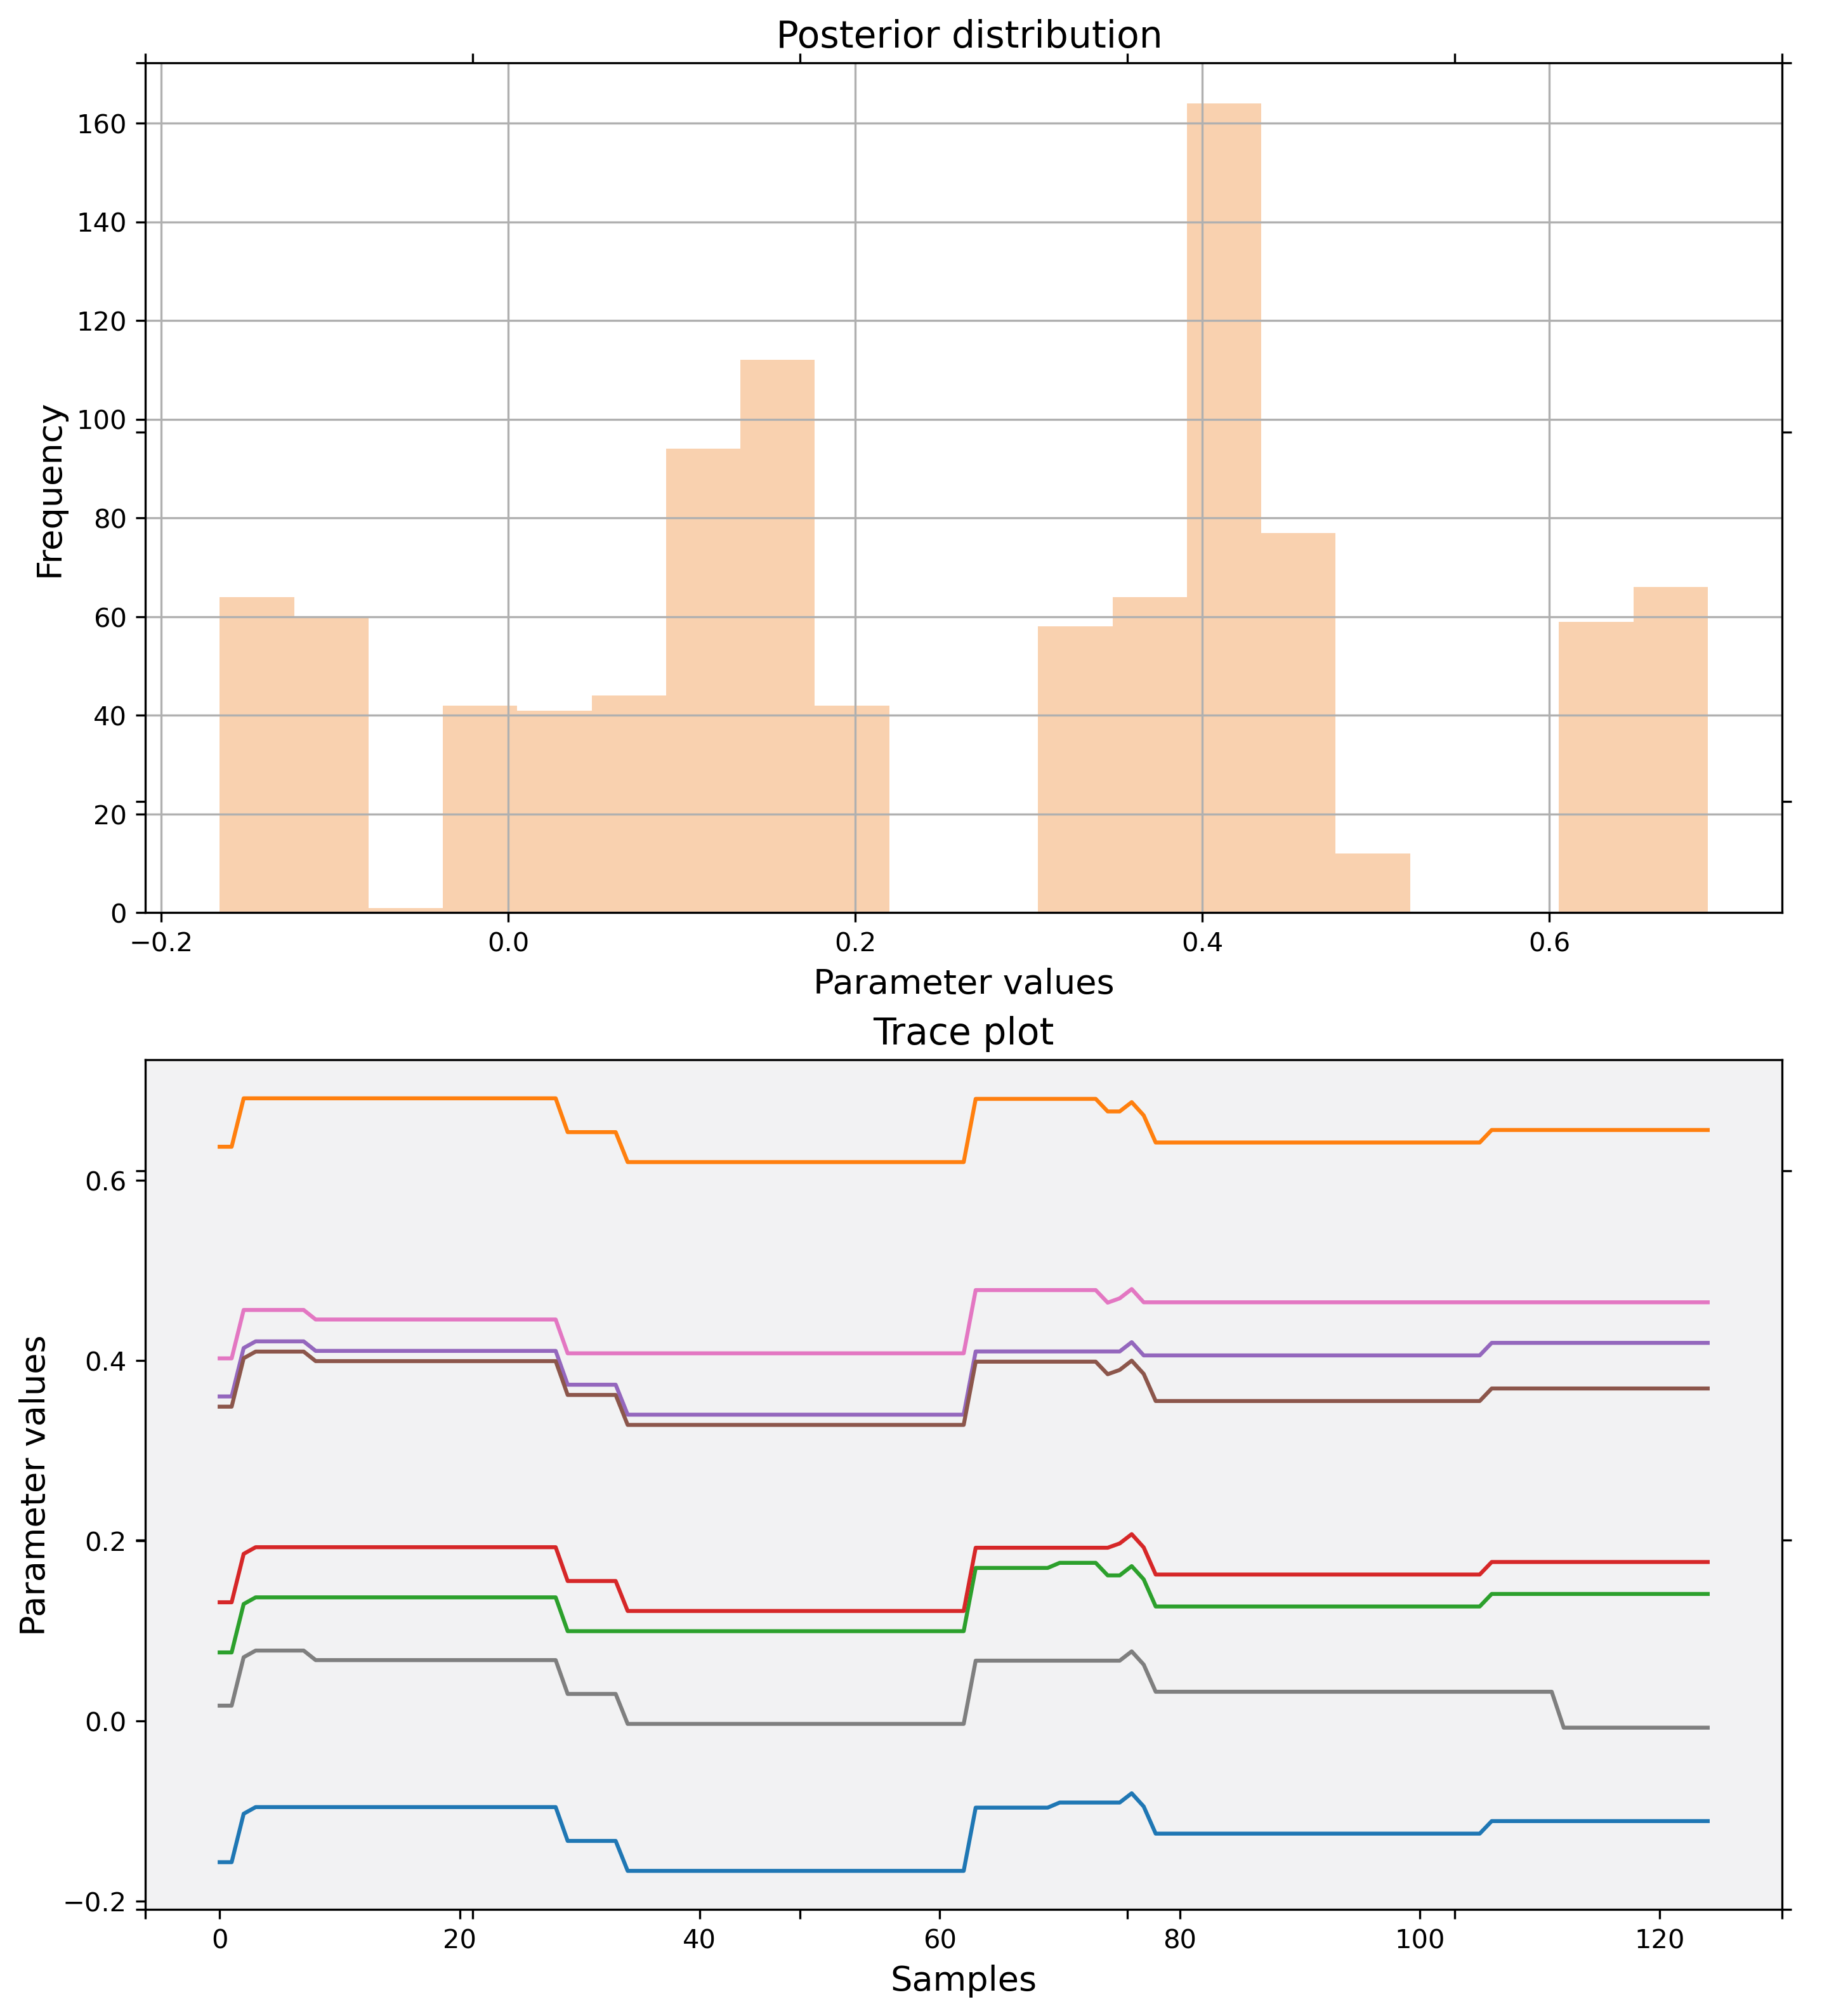 Posterior distribution
160
140
120
100
80
60
40
20
0
Frequency
−0.2 0.0 0.2 0.4 0.6
Parameter values
Trace plot
0.6
0.4
0.2
0.0
−0.2
Parameter values
0 20 40 60 80 100 120
Samples